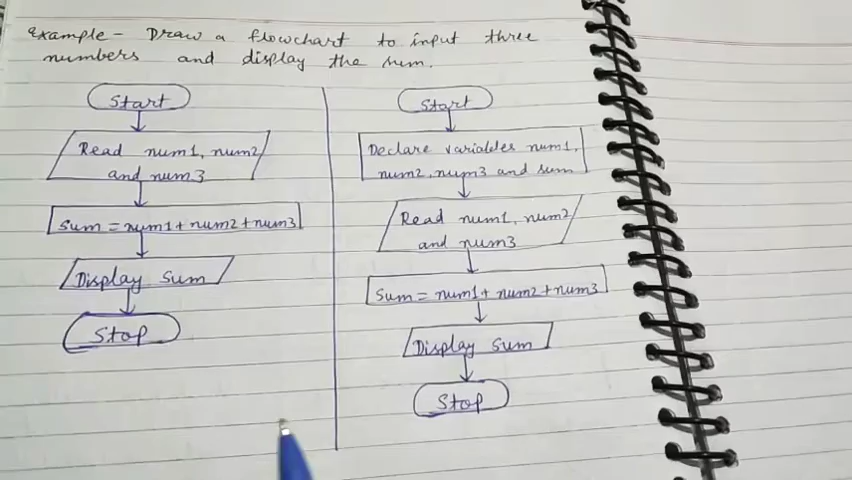 Example - Draw a flowchart to input three
numbers and display the sum.
Start
Read num1, num2
and num3
Sum = num1 + num2 + num3
Display Sum
Stop
Start
Declare variables num1,
num2, num3 and sum
Read num1, num2
and num3
Sum = num1 + num2 + num3
Display Sum
Stop